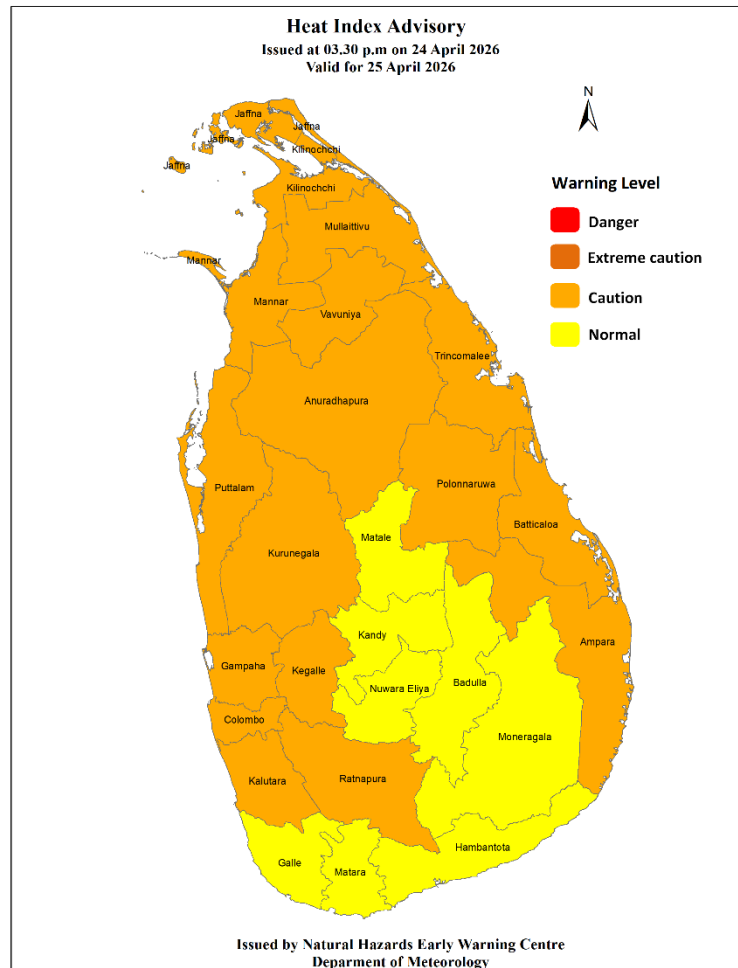 Heat Index Advisory
Issued at 03.30 p.m on 24 April 2026
Valid for 25 April 2026
N
Jaffna
Jaffna
Jaffna
Kilinochchi
Jaffna
Kilinochchi
Warning Level
Danger
Extreme caution
Caution
Normal
Mullaittivu
Mannar
Mannar
Vavuniya
Trincomalee
Anuradhapura
Puttalam
Polonnaruwa
Batticaloa
Matale
Kurunegala
Kandy
Ampara
Gampaha
Kegalle
Nuwara Eliya
Badulla
Colombo
Moneragala
Kalutara
Ratnapura
Hambantota
Galle
Matara
Issued by Natural Hazards Early Warning Centre
Deparment of Meteorology